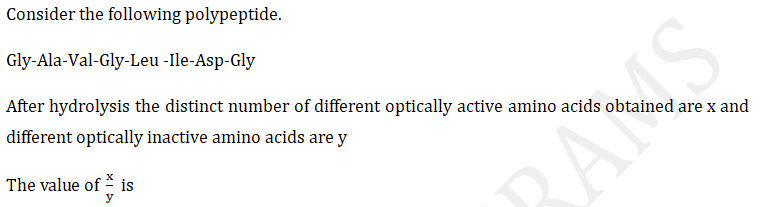 Consider the following polypeptide.
Gly-Ala-Val-Gly-Leu -Ile-Asp-Gly
After hydrolysis the distinct number of different optically active amino acids obtained are x and
different optically inactive amino acids are y
The value of x/y is
RAMS